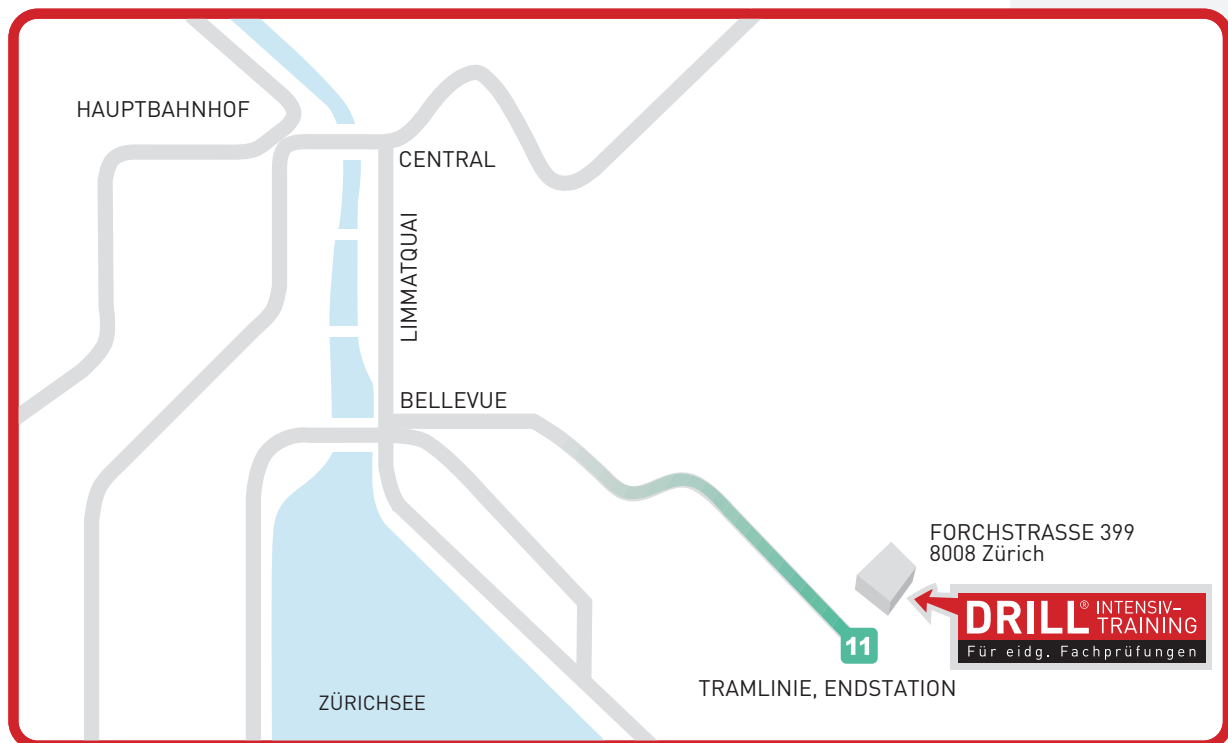 HAUPTBAHNHOF
CENTRAL
LIMMATQUAI
BELLEVUE
FORCHSTRASSE 399
8008 Zürich
DRILL® INTENSIV-
TRAINING
Für eidg. Fachprüfungen
11
TRAMLINIE, ENDSTATION
ZÜRICHSEE